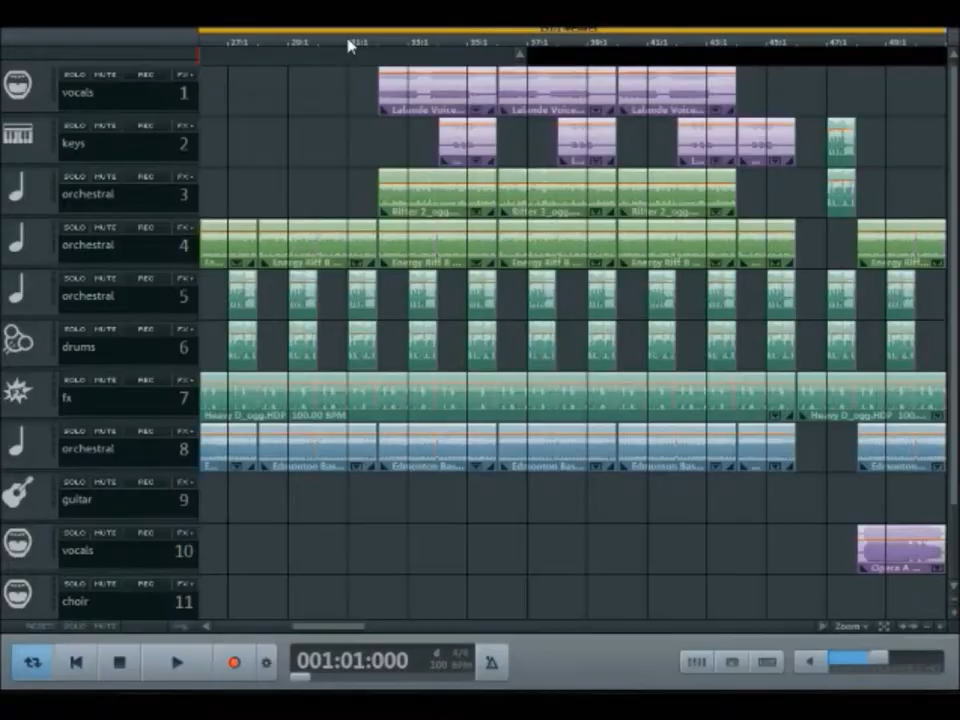 27:1 29:1 31:1 33:1 35:1 37:1 39:1 41:1 43:1 45:1 47:1 49:1
SOLO MUTE REC FX
vocals 1
Lalunde Voice...
SOLO MUTE REC FX
keys 2
SOLO MUTE REC FX
orchestral 3
Rifter 2_ogg... Rifter 3_ogg... Rifter 2_ogg...
SOLO MUTE REC FX
orchestral 4
Energy Riff B ... Energy Riff B ... Energy Riff B ... Energy Riff B ... Energy Riff
SOLO MUTE REC FX
orchestral 5
SOLO MUTE REC FX
drums 6
SOLO MUTE REC FX
fx 7
Heavy D_ogg.HDP 100.00 BPM Heavy D_ogg.HDP 100...
SOLO MUTE REC FX
orchestral 8
E... Edmonton Bas... Edmonton Bas... Edmonton Bas... Edmonton Bas... ... Edmonton...
SOLO MUTE REC FX
guitar 9
SOLO MUTE REC FX
vocals 10
Opera A ...
SOLO MUTE REC FX
choir 11
SOLO MUTE Zoom
001:01:000 4/4
100 BPM